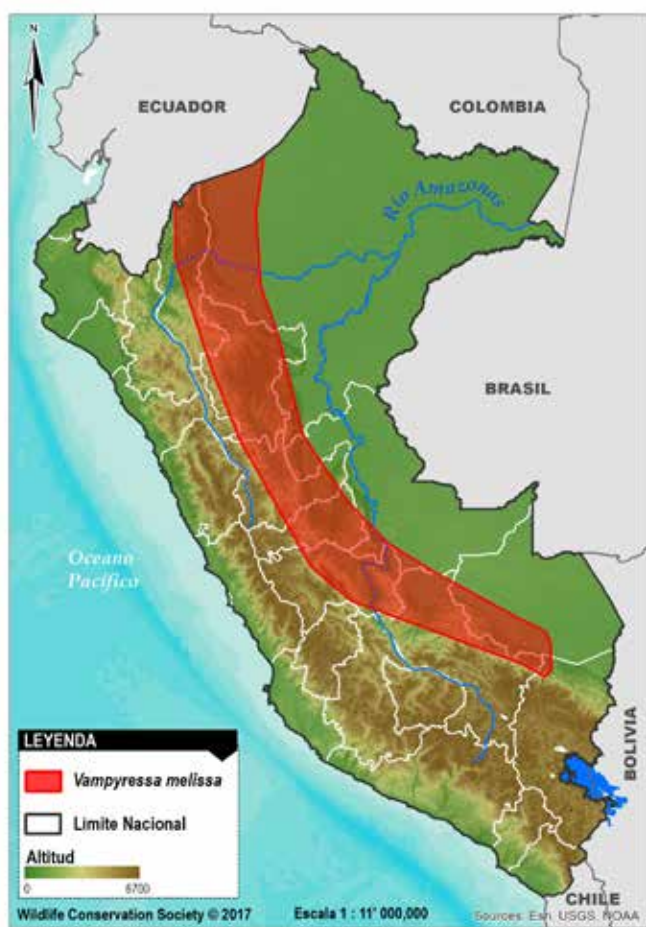 N
ECUADOR
COLOMBIA
Río Amazonas
BRASIL
Oceano
Pacífico
BOLIVIA
LEYENDA
Vampyressa melissa
Limite Nacional
Altitud
0 6700
CHILE
Wildlife Conservation Society © 2017 Escala 1 : 11' 000,000 Sources: Esri, USGS, NOAA